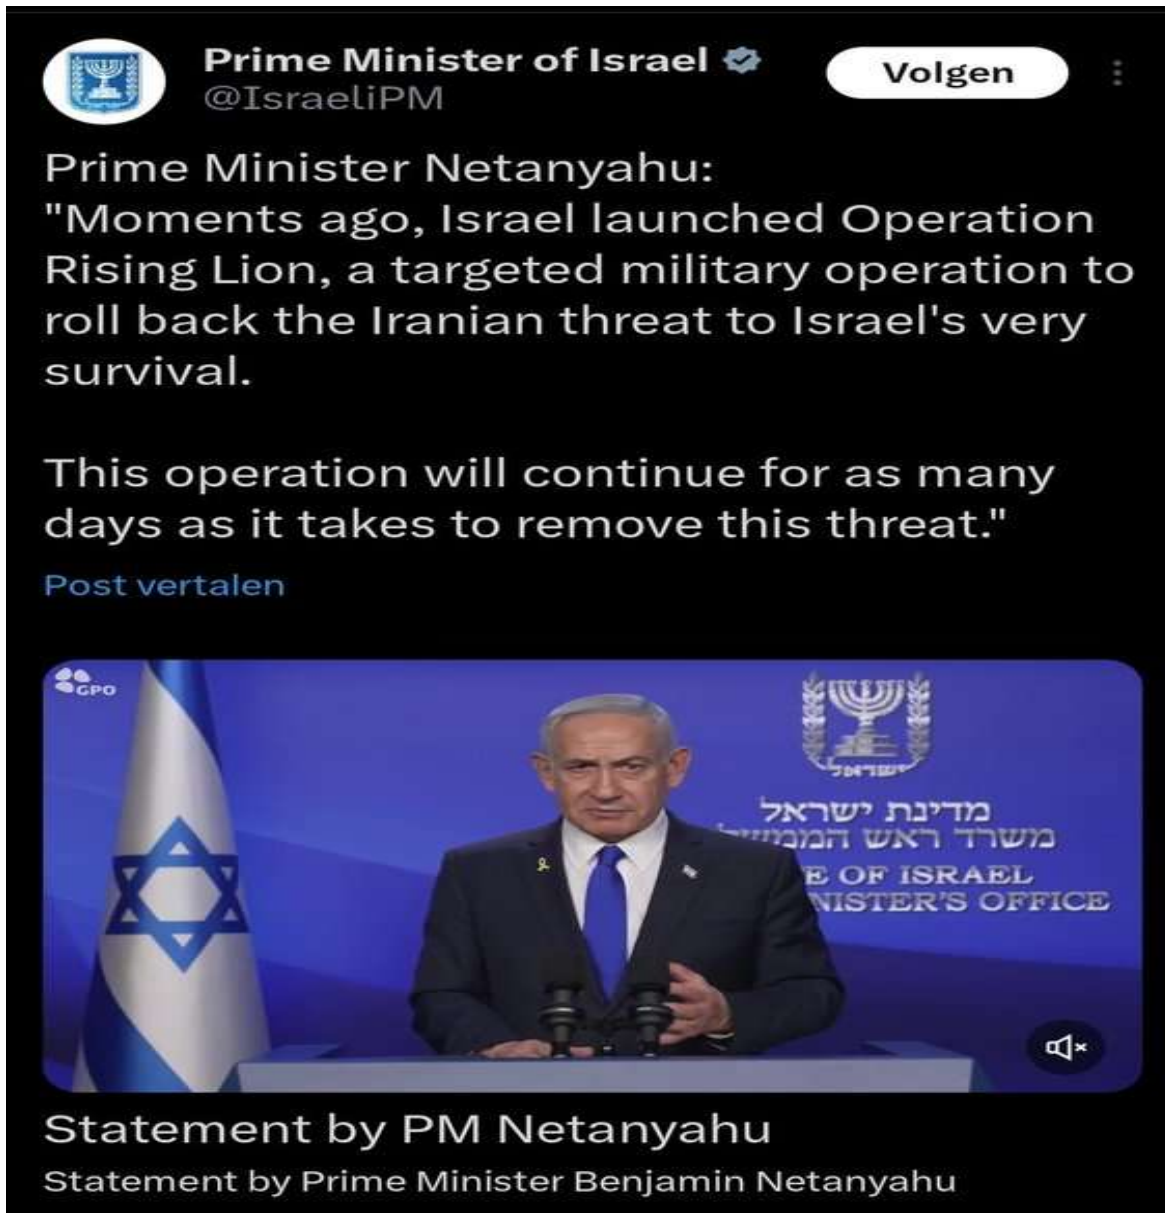 Prime Minister of Israel
@IsraeliPM
Volgen
Prime Minister Netanyahu:
"Moments ago, Israel launched Operation
Rising Lion, a targeted military operation to
roll back the Iranian threat to Israel's very
survival.
This operation will continue for as many
days as it takes to remove this threat."
Post vertalen
GPO
ישראל
מדינת ישראל
משרד ראש
E OF ISRAEL
NISTER'S OFFICE
Statement by PM Netanyahu
Statement by Prime Minister Benjamin Netanyahu